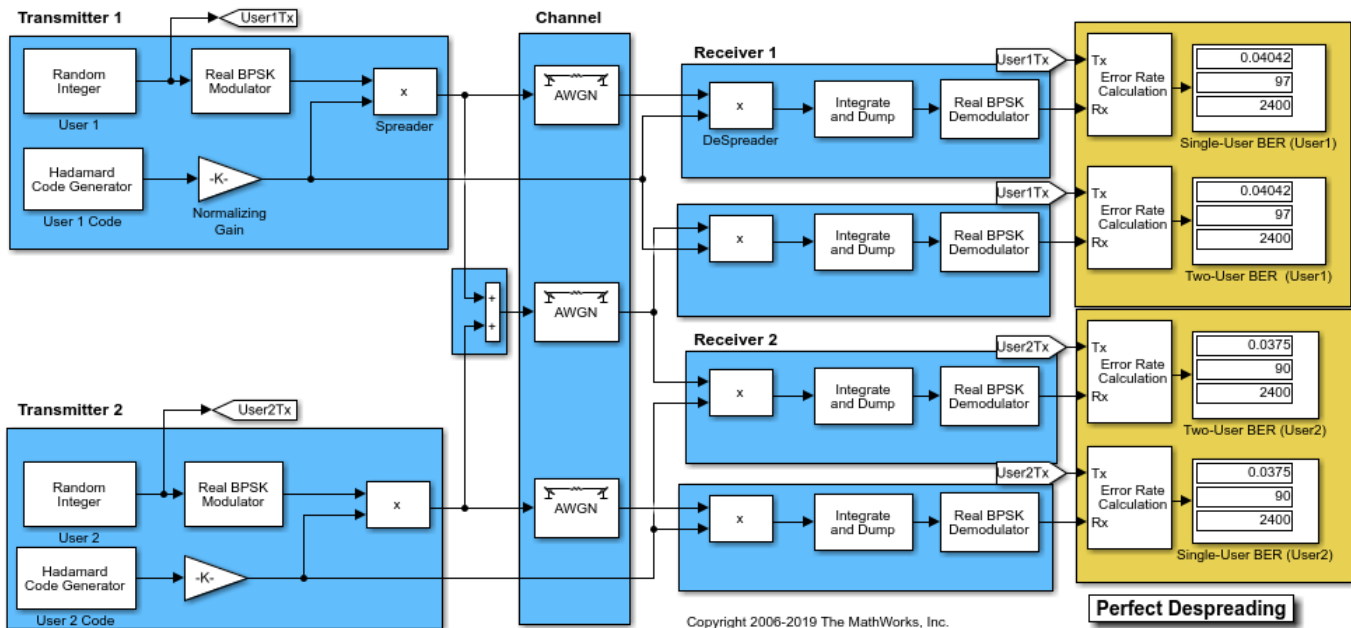 Transmitter 1
User1Tx
Random
Integer
User 1
Real BPSK
Modulator
x
Spreader
Hadamard
Code Generator
User 1 Code
-K-
Normalizing
Gain
Channel
AWGN
AWGN
AWGN
+
+
Receiver 1
User1Tx
x
DeSpreader
Integrate
and Dump
Real BPSK
Demodulator
Tx
Rx
Error Rate
Calculation
0.04042
97
2400
Single-User BER (User1)
User1Tx
x
Integrate
and Dump
Real BPSK
Demodulator
Tx
Rx
Error Rate
Calculation
0.04042
97
2400
Two-User BER (User1)
Receiver 2
User2Tx
x
Integrate
and Dump
Real BPSK
Demodulator
Tx
Rx
Error Rate
Calculation
0.0375
90
2400
Two-User BER (User2)
User2Tx
x
Integrate
and Dump
Real BPSK
Demodulator
Tx
Rx
Error Rate
Calculation
0.0375
90
2400
Single-User BER (User2)
Transmitter 2
User2Tx
Random
Integer
User 2
Real BPSK
Modulator
x
Hadamard
Code Generator
User 2 Code
-K-
Copyright 2006-2019 The MathWorks, Inc.
Perfect Despreading